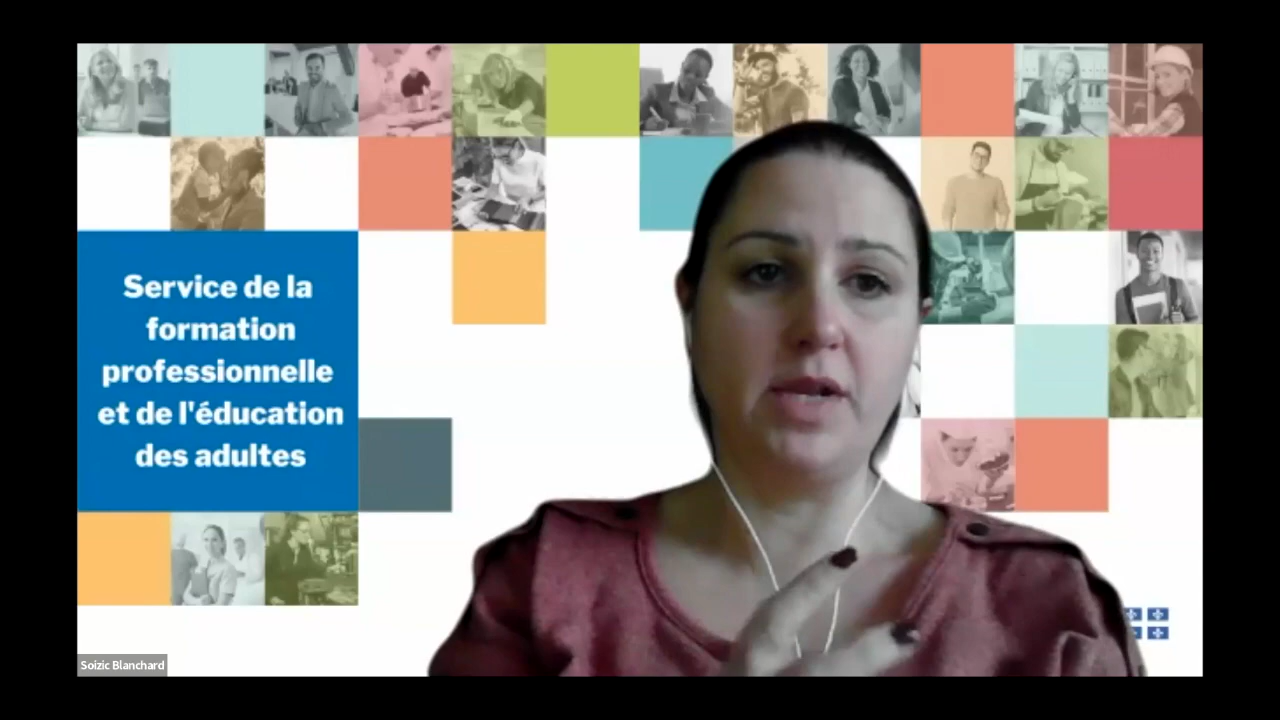 Service de la
formation
professionnelle
et de l'éducation
des adultes
Soizic Blanchard